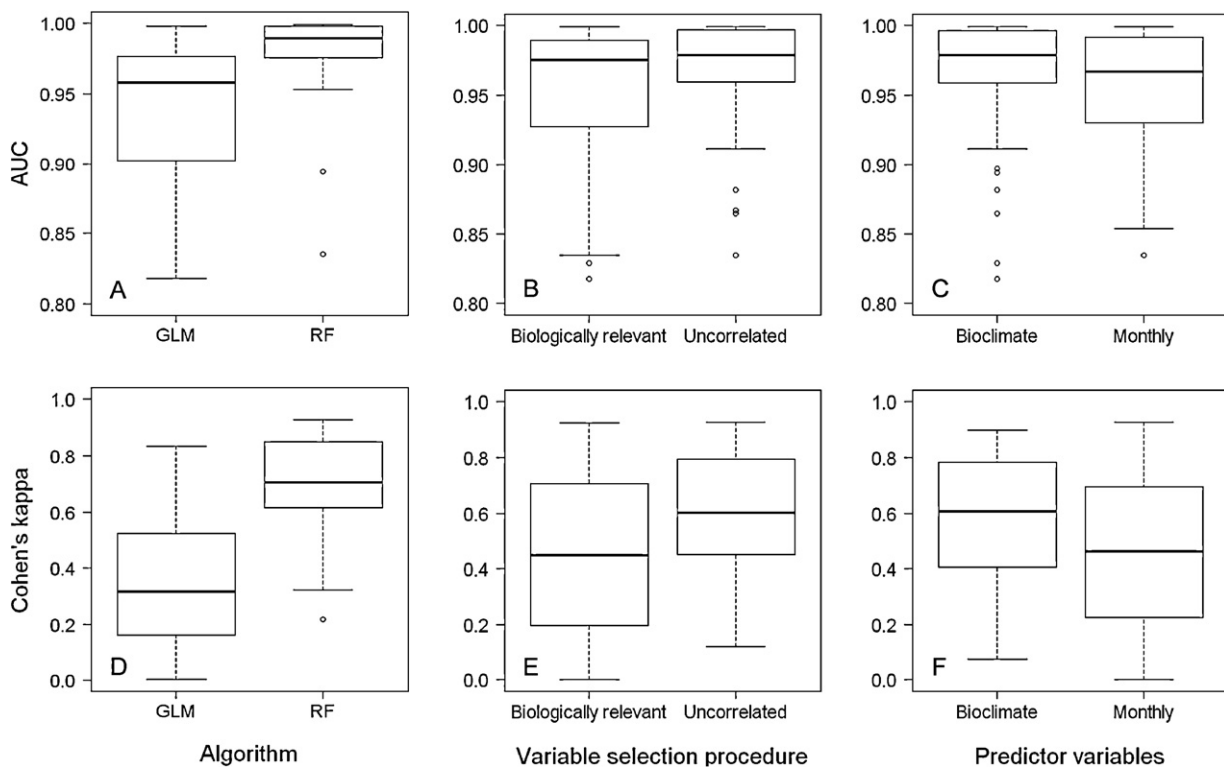 AUC
1.00
0.95
0.90
0.85
0.80
A
GLM
RF
1.00
0.95
0.90
0.85
0.80
B
Biologically relevant
Uncorrelated
1.00
0.95
0.90
0.85
0.80
C
Bioclimate
Monthly
Cohen's kappa
1.0
0.8
0.6
0.4
0.2
0.0
D
GLM
RF
Algorithm
1.0
0.8
0.6
0.4
0.2
0.0
E
Biologically relevant
Uncorrelated
Variable selection procedure
1.0
0.8
0.6
0.4
0.2
0.0
F
Bioclimate
Monthly
Predictor variables